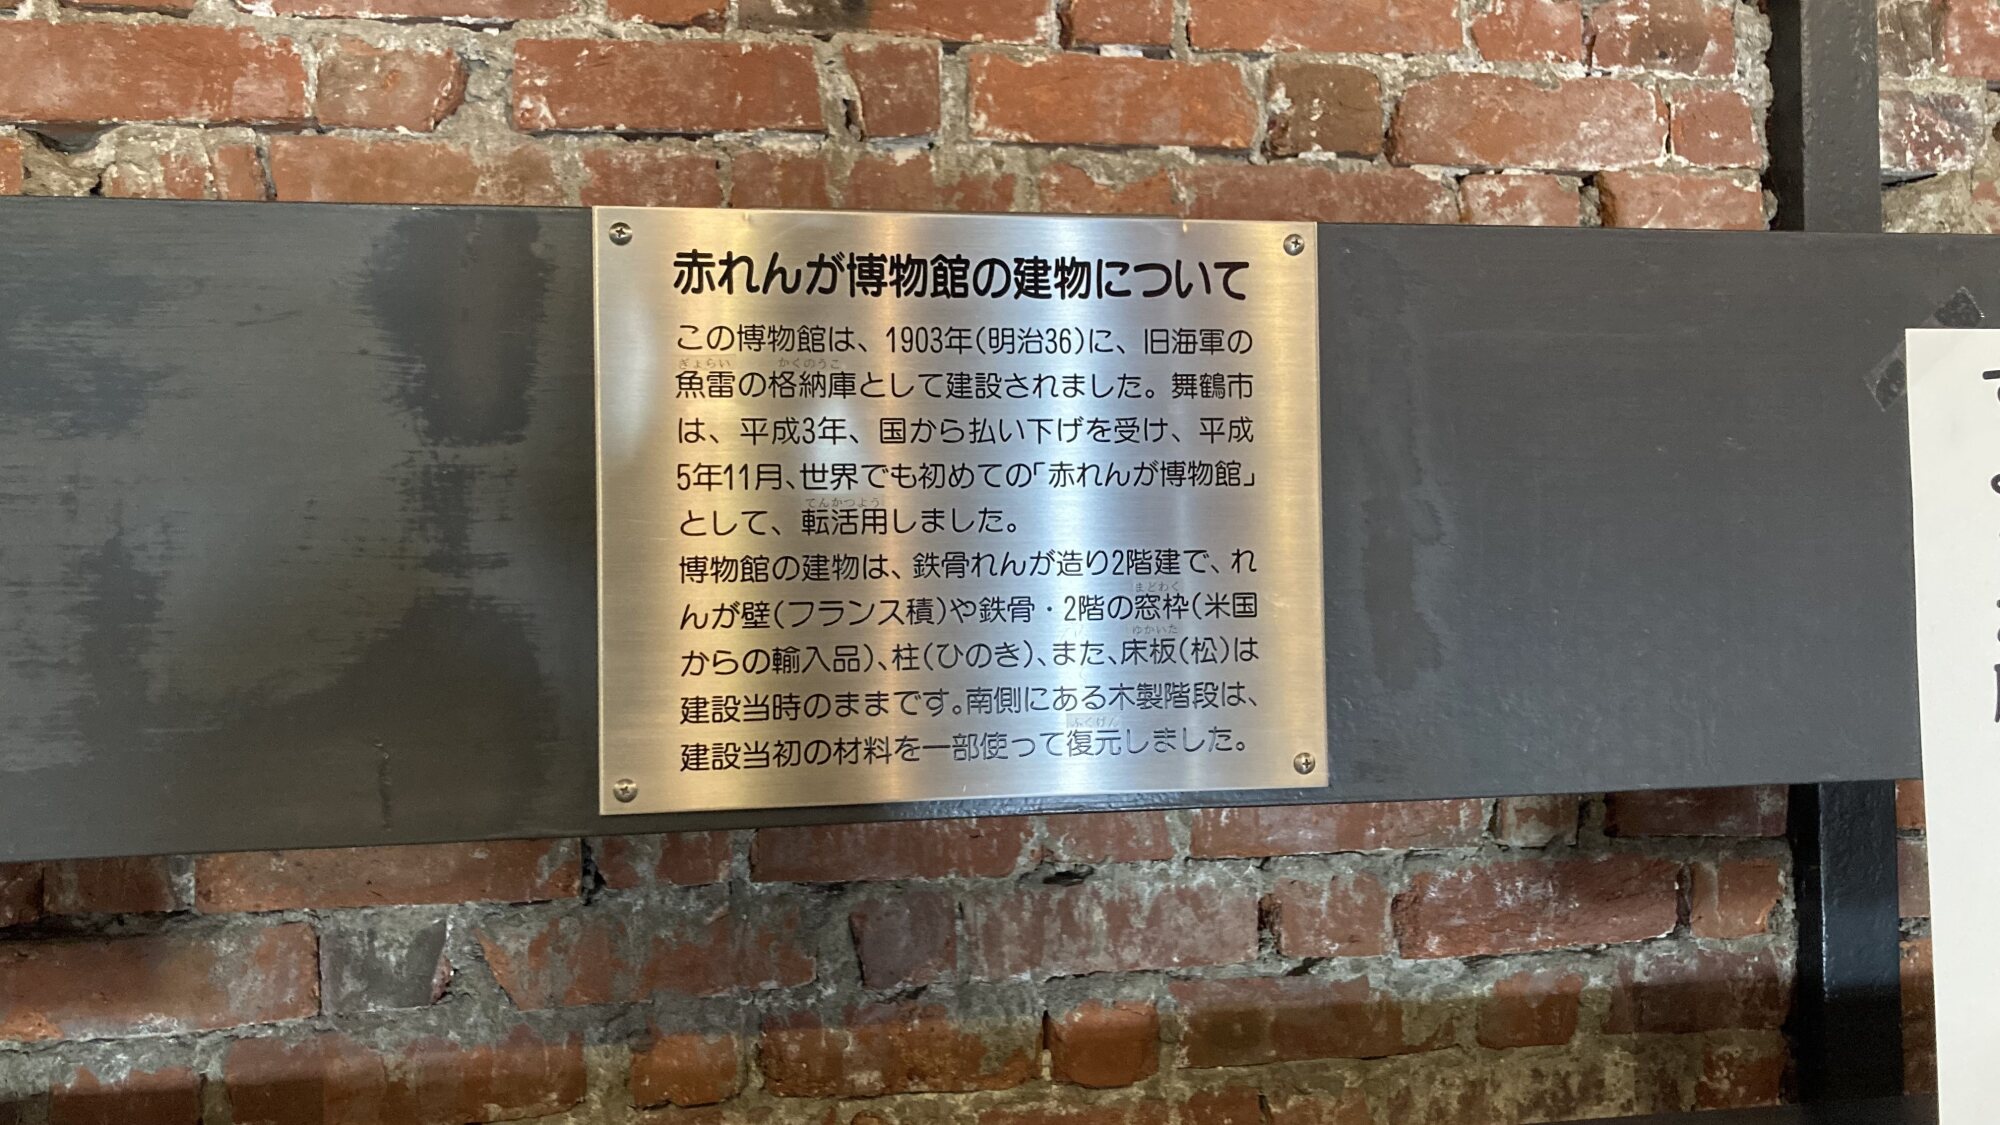 赤れんが博物館の建物について
この博物館は、1903年(明治36)に、旧海軍の
ぎょらい かくのうこ
魚雷の格納庫として建設されました。舞鶴市
は、平成3年、国から払い下げを受け、平成
5年11月、世界でも初めての「赤れんが博物館」
てんかつよう
として、転活用しました。
博物館の建物は、鉄骨れんが造り2階建で、れ
まどわく
んが壁(フランス積)や鉄骨・2階の窓枠(米国
ゆかいた
からの輸入品)、柱(ひのき)、また、床板(松)は
建設当時のままです。南側にある木製階段は、
ふくげん
建設当初の材料を一部使って復元しました。